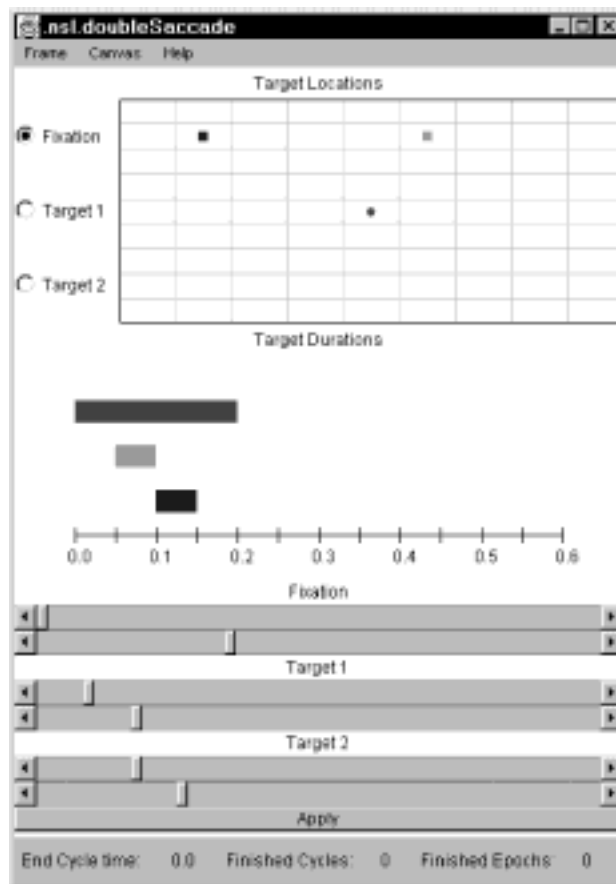 .nsl.doubleSaccade
Frame Canvas Help
Target Locations
Fixation
Target 1
Target 2
Target Durations
0.0 0.1 0.2 0.3 0.4 0.5 0.6
Fixation
Target 1
Target 2
Apply
End Cycle time: 0.0 Finished Cycles: 0 Finished Epochs: 0